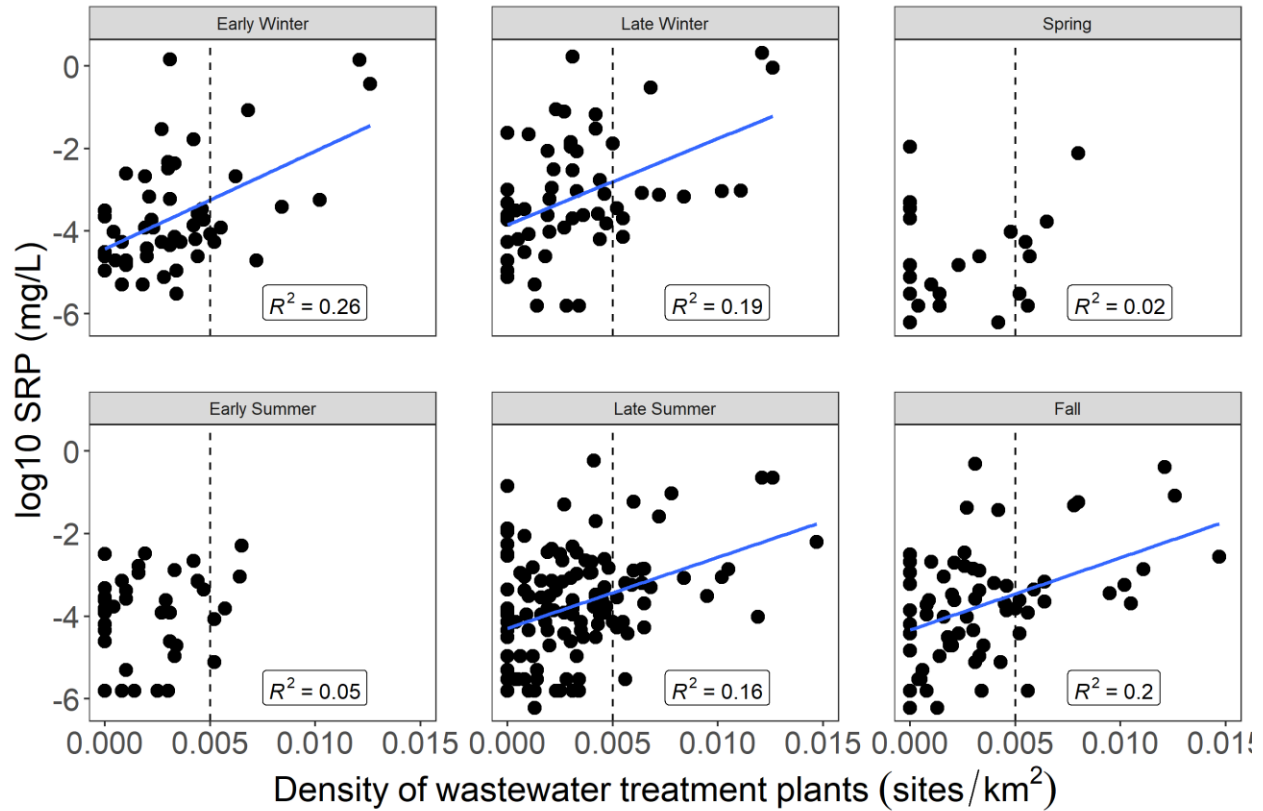 Early Winter
Late Winter
Spring
0
-2
-4
-6
R² = 0.26
R² = 0.19
R² = 0.02
log10 SRP (mg/L)
Early Summer
Late Summer
Fall
0
-2
-4
-6
R² = 0.05
R² = 0.16
R² = 0.2
0.000 0.005 0.010 0.015
0.000 0.005 0.010 0.015
0.000 0.005 0.010 0.015
Density of wastewater treatment plants (sites/km²)